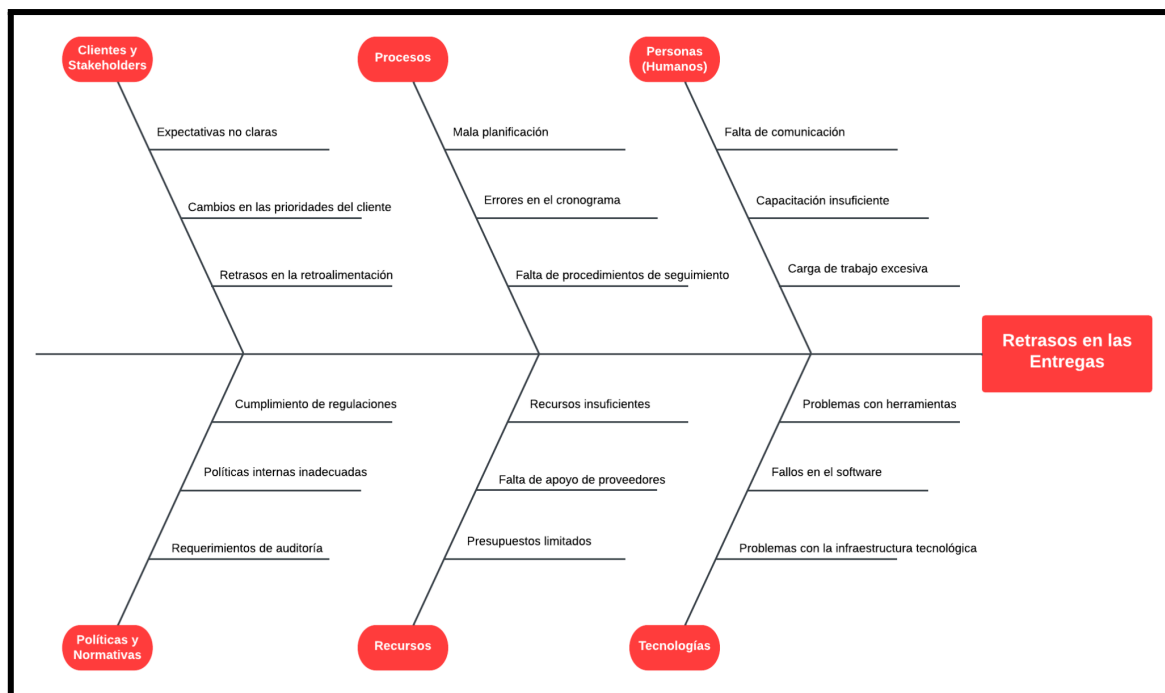 Clientes y
Stakeholders
Procesos
Personas
(Humanos)
Expectativas no claras
Mala planificación
Falta de comunicación
Cambios en las prioridades del cliente
Errores en el cronograma
Capacitación insuficiente
Retrasos en la retroalimentación
Falta de procedimientos de seguimiento
Carga de trabajo excesiva
Retrasos en las
Entregas
Cumplimiento de regulaciones
Recursos insuficientes
Problemas con herramientas
Políticas internas inadecuadas
Falta de apoyo de proveedores
Fallos en el software
Requerimientos de auditoría
Presupuestos limitados
Problemas con la infraestructura tecnológica
Políticas y
Normativas
Recursos
Tecnologías